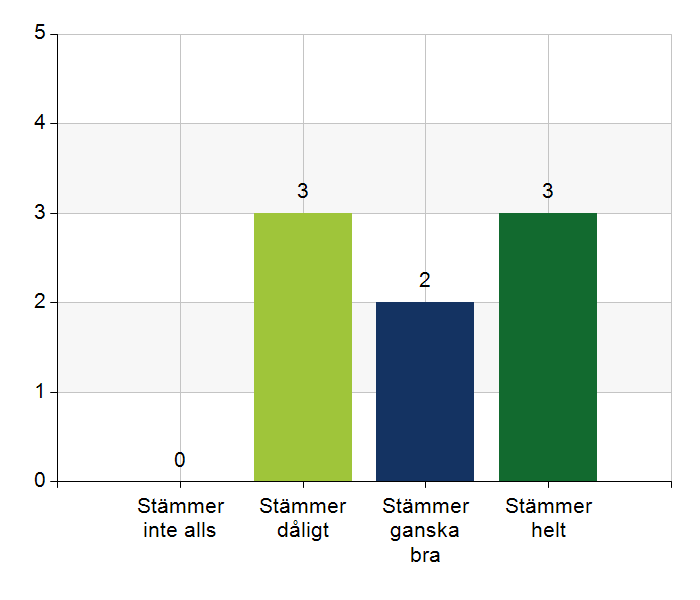 5
4
3
2
1
0
0
3
2
3
Stämmer
inte alls
Stämmer
dåligt
Stämmer
ganska
bra
Stämmer
helt